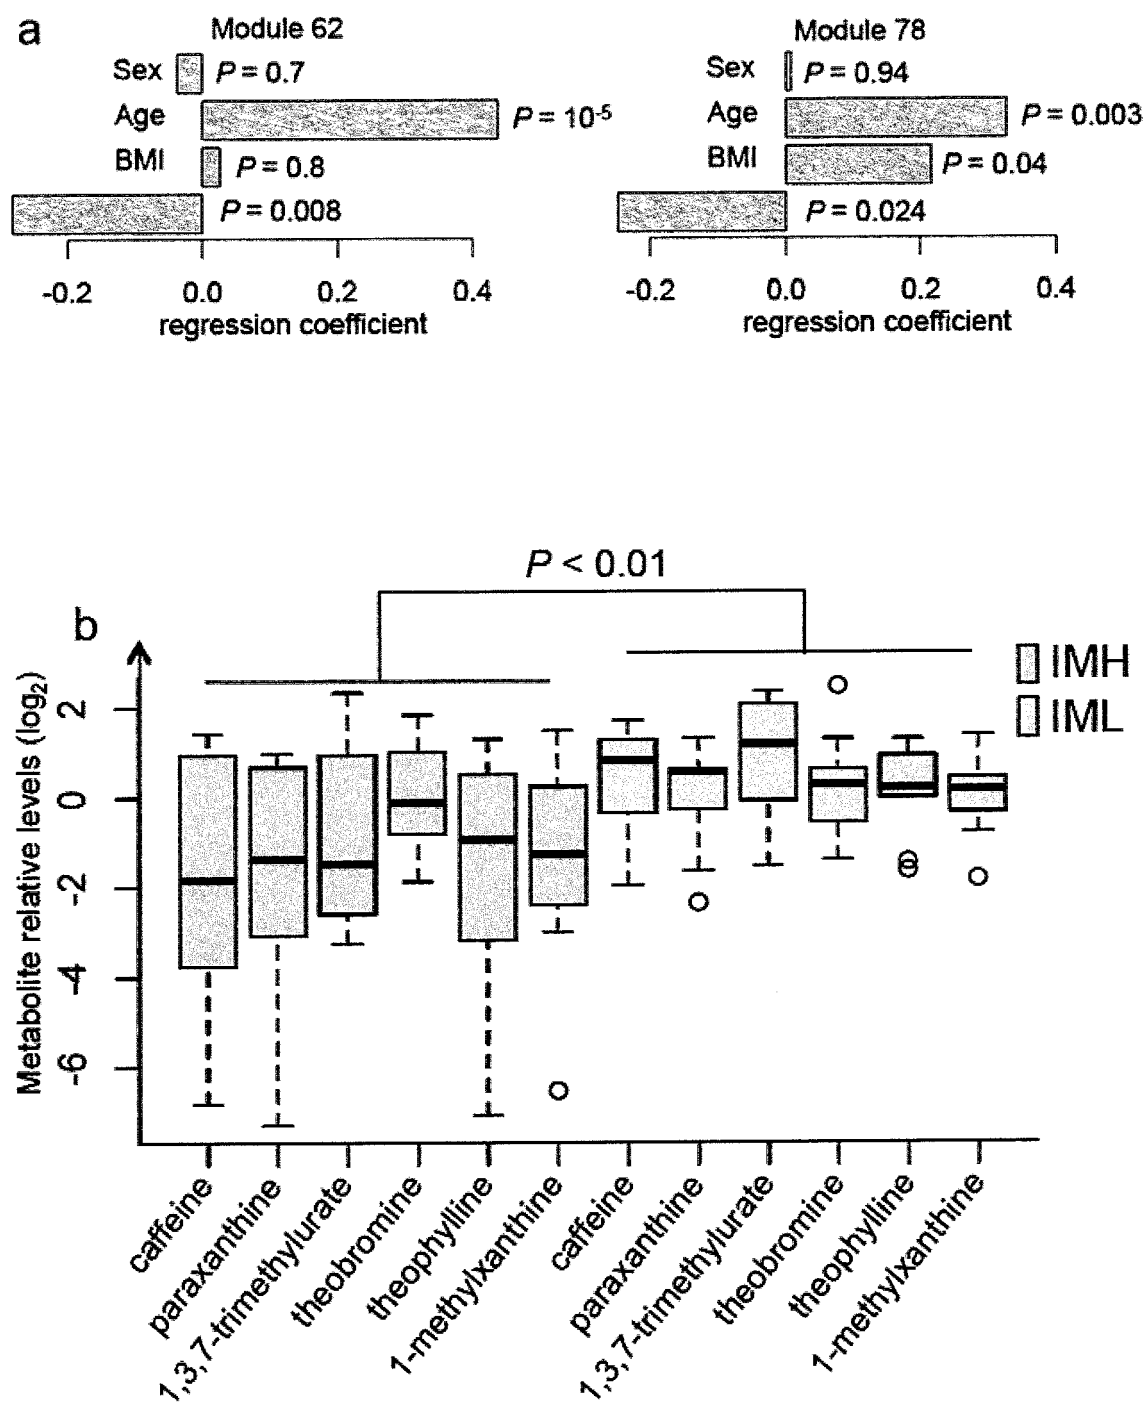 a
Module 62
Sex P = 0.7
Age P = 10-5
BMI P = 0.8
P = 0.008
-0.2 0.0 0.2 0.4
regression coefficient
Module 78
Sex P = 0.94
Age P = 0.003
BMI P = 0.04
P = 0.024
-0.2 0.0 0.2 0.4
regression coefficient
b
P < 0.01
IMH
IML
Metabolite relative levels (log2)
2
0
-2
-4
-6
caffeine
paraxanthine
1,3,7-trimethylurate
theobromine
theophylline
1-methylxanthine
caffeine
paraxanthine
1,3,7-trimethylurate
theobromine
theophylline
1-methylxanthine